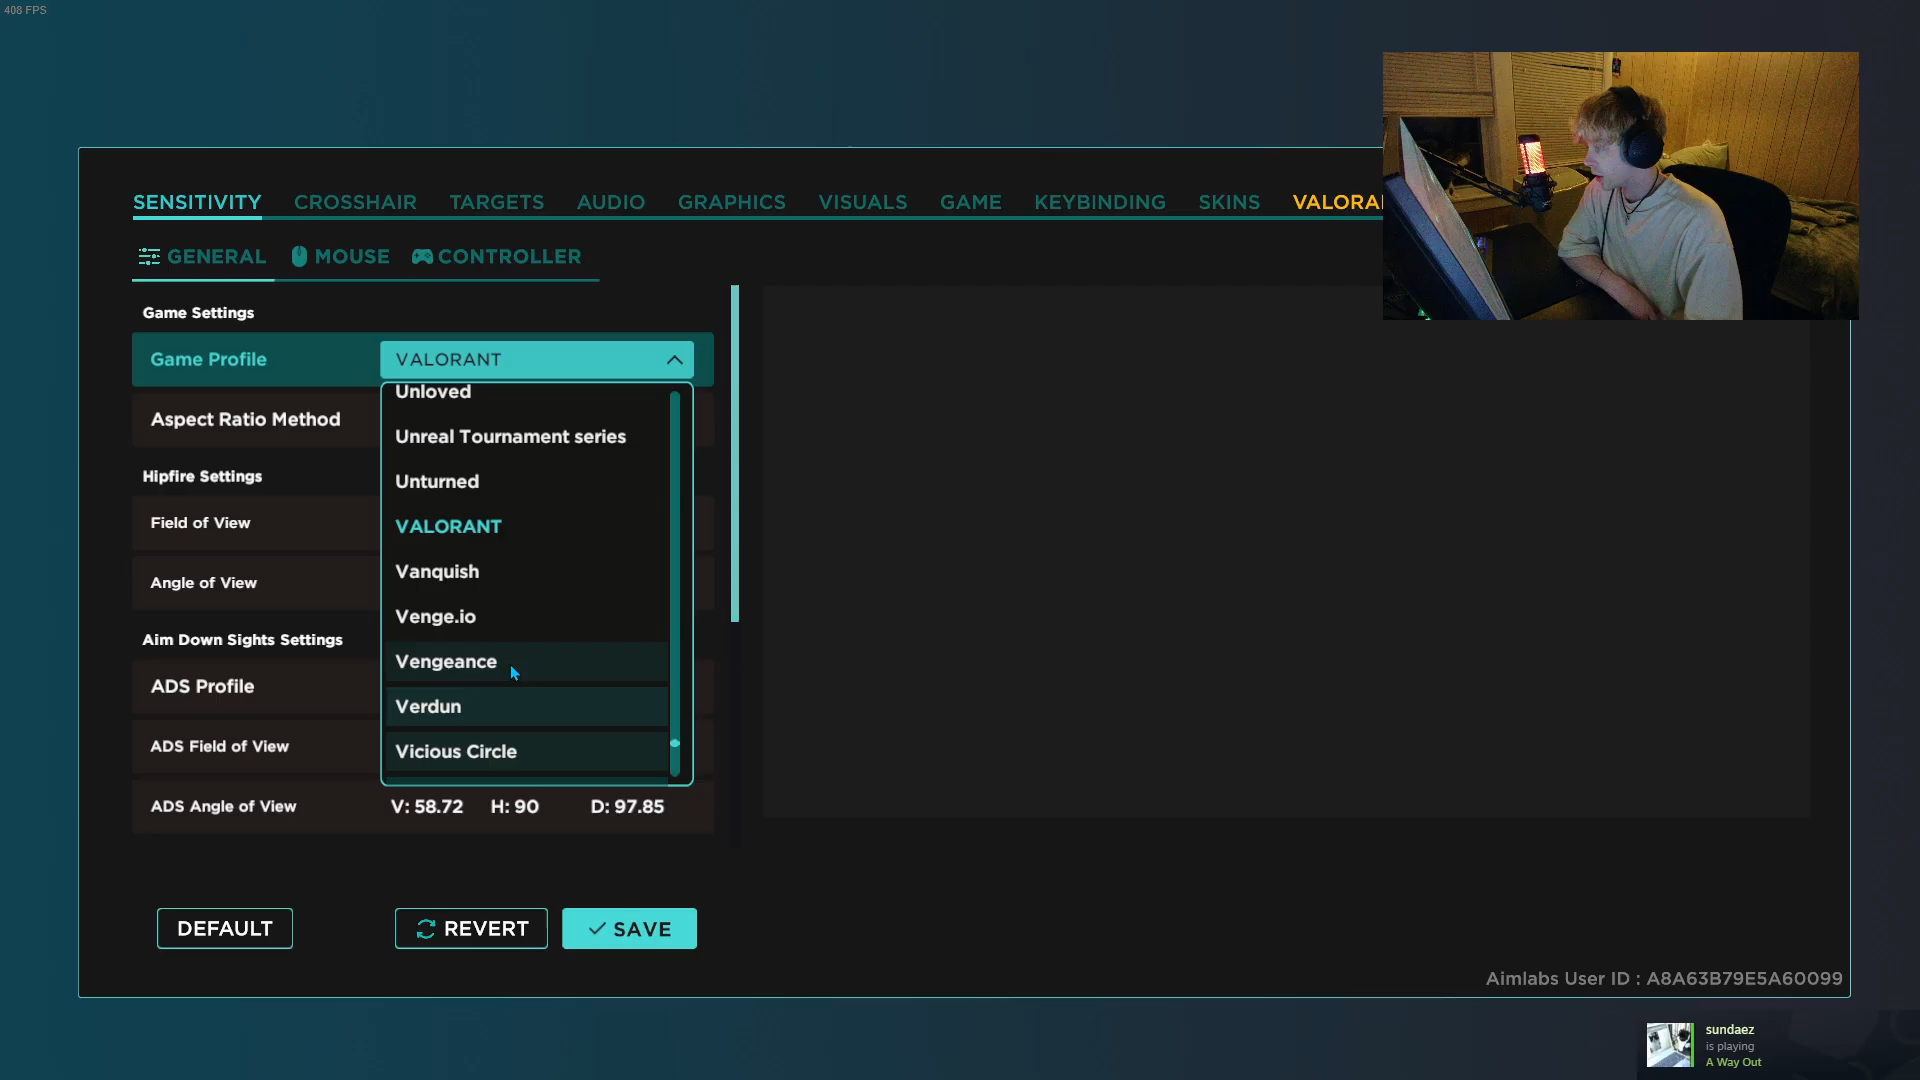 408 FPS
SENSITIVITY CROSSHAIR TARGETS AUDIO GRAPHICS VISUALS GAME KEYBINDING SKINS VALORA
GENERAL MOUSE CONTROLLER
Game Settings
Game Profile VALORANT
Unloved
Aspect Ratio Method
Unreal Tournament series
Hipfire Settings
Unturned
Field of View
VALORANT
Angle of View
Vanquish
Venge.io
Aim Down Sights Settings
Vengeance
ADS Profile
Verdun
ADS Field of View
Vicious Circle
ADS Angle of View V: 58.72 H: 90 D: 97.85
DEFAULT REVERT SAVE
Aimlabs User ID : A8A63B79E5A60099
sundaez
is playing
A Way Out